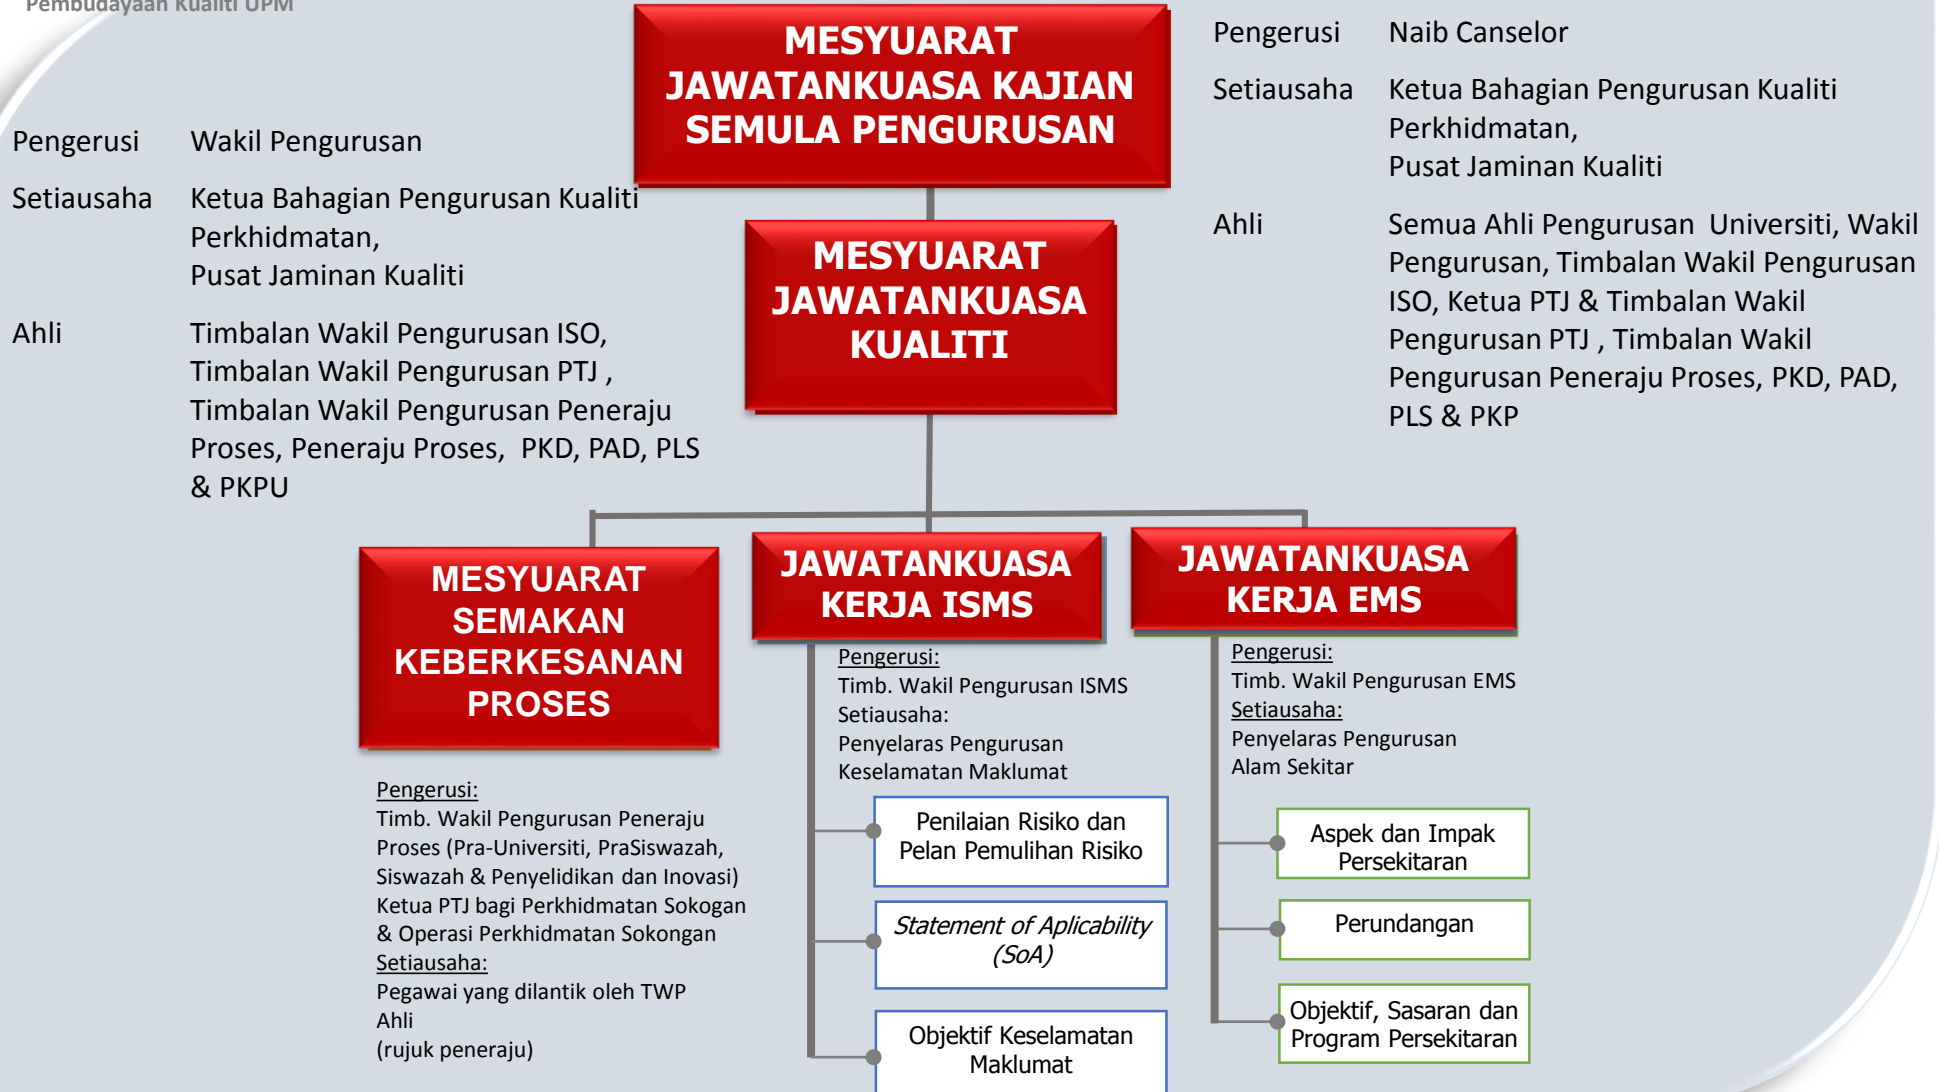 Pembudayaan Kualiti UPM
MESYUARAT
JAWATANKUASA KAJIAN
SEMULA PENGURUSAN
Pengerusi Naib Canselor
Setiausaha Ketua Bahagian Pengurusan Kualiti
Perkhidmatan,
Pusat Jaminan Kualiti
Ahli Semua Ahli Pengurusan Universiti, Wakil
Pengurusan, Timbalan Wakil Pengurusan
ISO, Ketua PTJ & Timbalan Wakil
Pengurusan PTJ , Timbalan Wakil
Pengurusan Peneraju Proses, PKD, PAD,
PLS & PKP
Pengerusi Wakil Pengurusan
Setiausaha Ketua Bahagian Pengurusan Kualiti
Perkhidmatan,
Pusat Jaminan Kualiti
Ahli Timbalan Wakil Pengurusan ISO,
Timbalan Wakil Pengurusan PTJ ,
Timbalan Wakil Pengurusan Peneraju
Proses, Peneraju Proses, PKD, PAD, PLS
& PKPU
MESYUARAT
JAWATANKUASA
KUALITI
MESYUARAT
SEMAKAN
KEBERKESANAN
PROSES
Pengerusi:
Timb. Wakil Pengurusan Peneraju
Proses (Pra-Universiti, PraSiswazah,
Siswazah & Penyelidikan dan Inovasi)
Ketua PTJ bagi Perkhidmatan Sokogan
& Operasi Perkhidmatan Sokongan
Setiausaha:
Pegawai yang dilantik oleh TWP
Ahli
(rujuk peneraju)
JAWATANKUASA
KERJA ISMS
Pengerusi:
Timb. Wakil Pengurusan ISMS
Setiausaha:
Penyelaras Pengurusan
Keselamatan Maklumat
Penilaian Risiko dan
Pelan Pemulihan Risiko
Statement of Aplicability
(SoA)
Objektif Keselamatan
Maklumat
JAWATANKUASA
KERJA EMS
Pengerusi:
Timb. Wakil Pengurusan EMS
Setiausaha:
Penyelaras Pengurusan
Alam Sekitar
Aspek dan Impak
Persekitaran
Perundangan
Objektif, Sasaran dan
Program Persekitaran